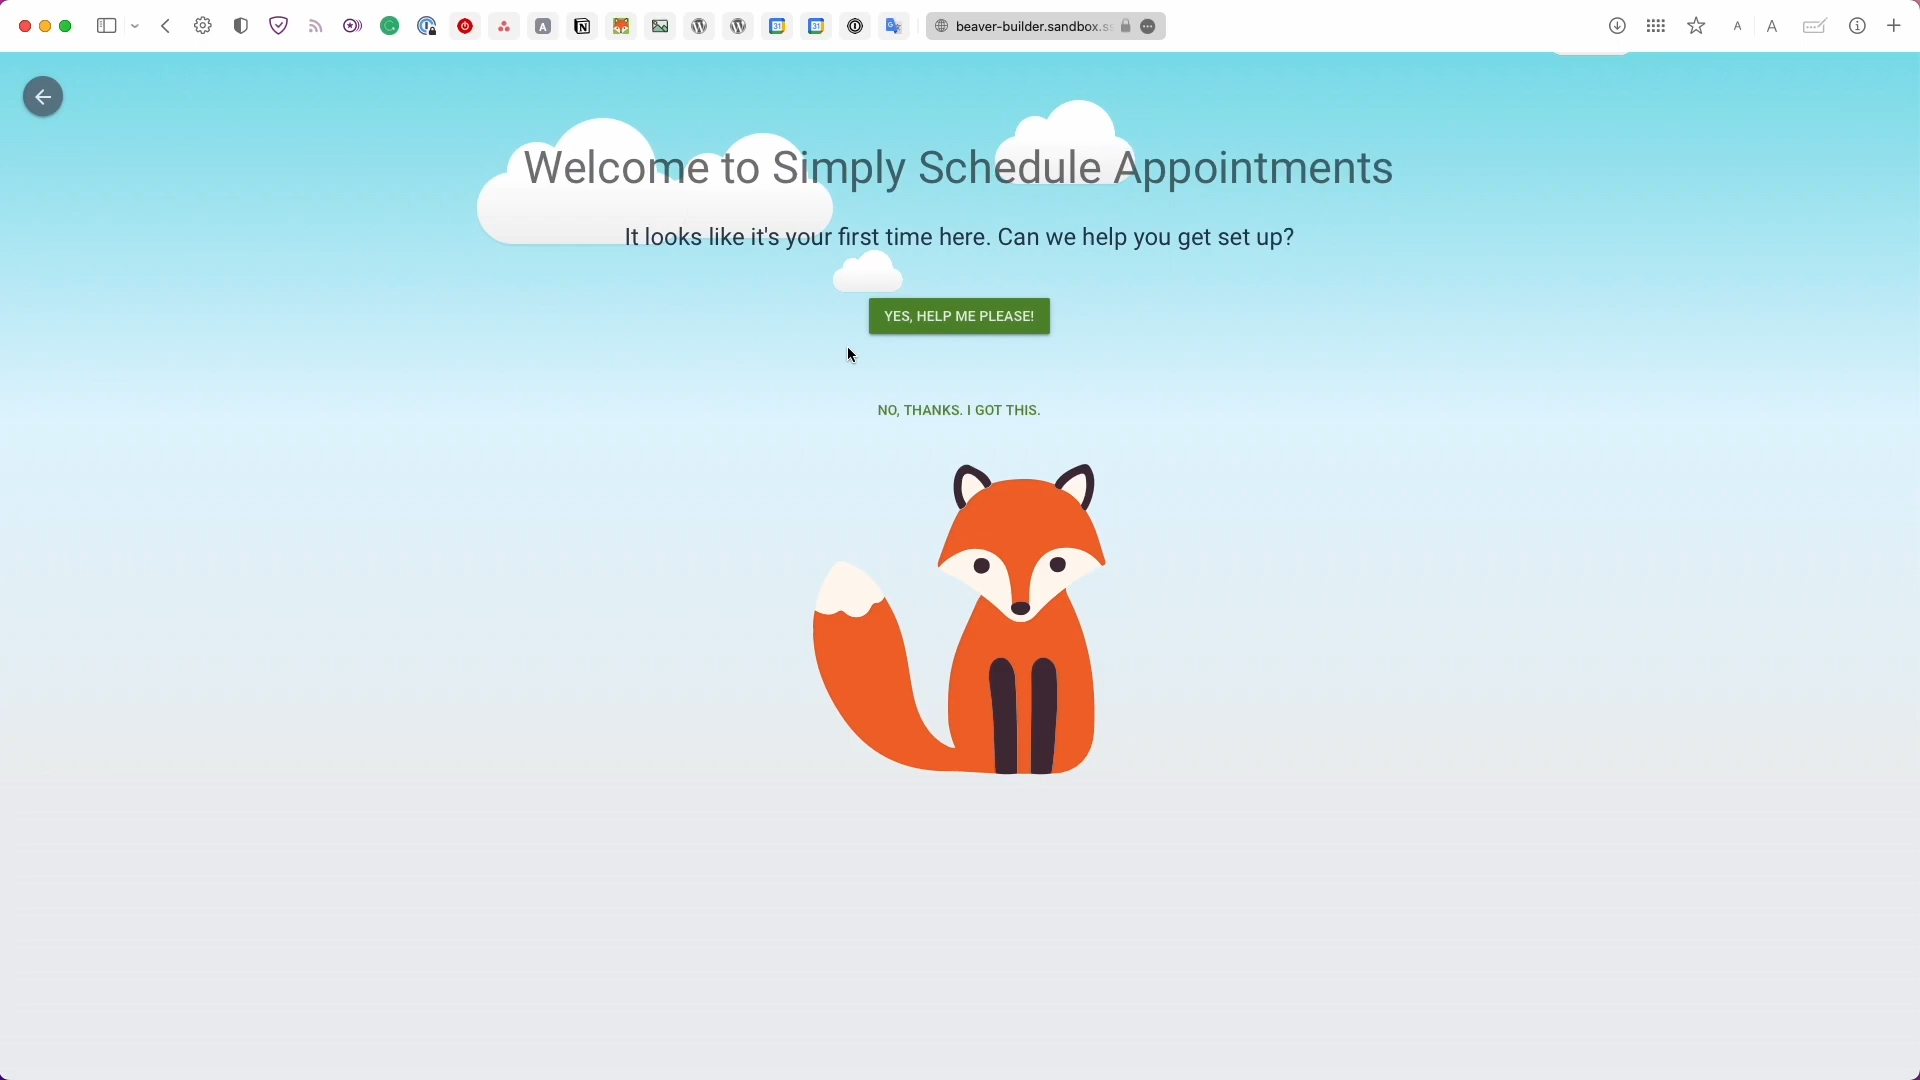 beaver-builder.sandbox.s
A A
Welcome to Simply Schedule Appointments
It looks like it's your first time here. Can we help you get set up?
YES, HELP ME PLEASE!
NO, THANKS. I GOT THIS.